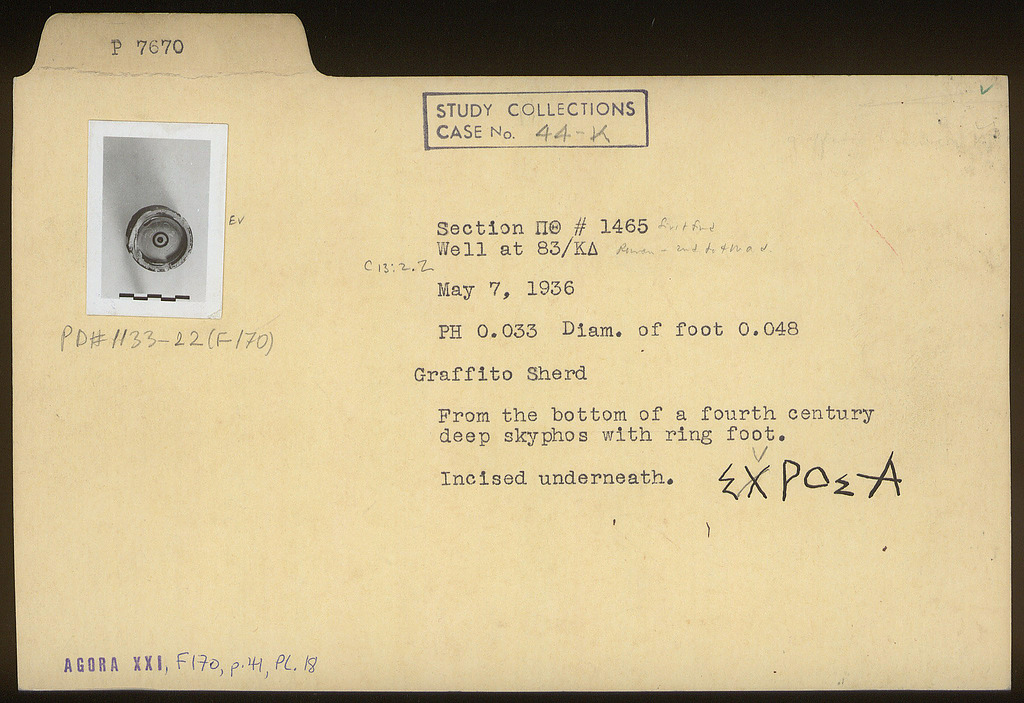 P 7670
STUDY COLLECTIONS
CASE No. 44-K
EV
Section ΠΘ # 1465
Well at 83/ΚΔ
C 13:2.Z
May 7, 1936
PH 0.033 Diam. of foot 0.048
PD# 1133-22 (F170)
Graffito Sherd
From the bottom of a fourth century
deep skyphos with ring foot.
Incised underneath. ΣΧΡΟΣΑ
AGORA XXI, F170, p.41, PL. 18